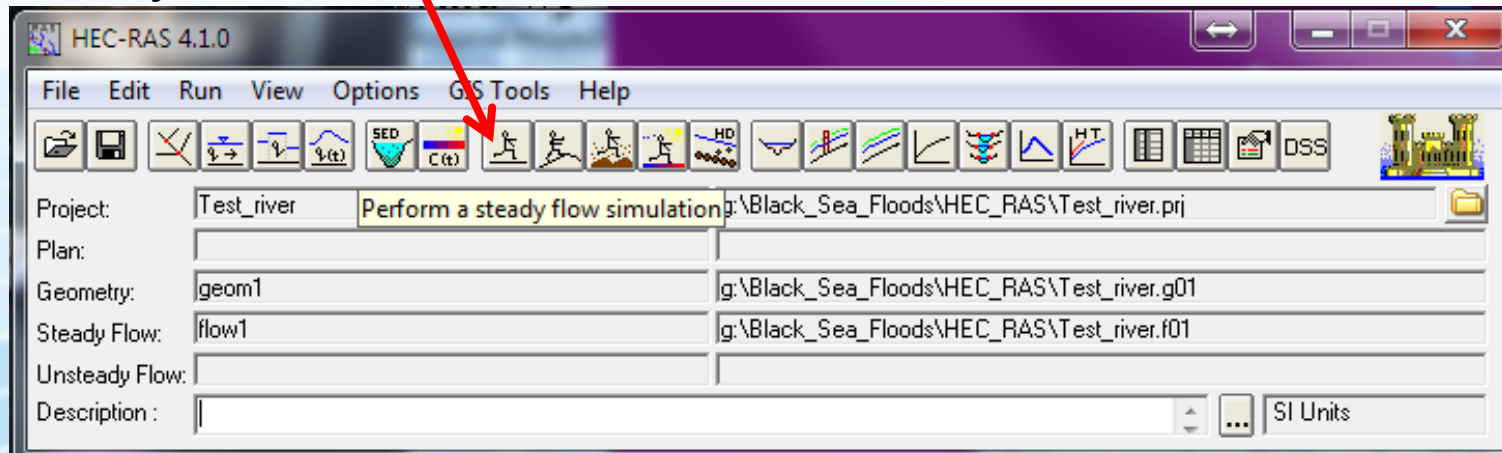 HEC-RAS 4.1.0
File Edit Run View Options GIS Tools Help
SED C(t) HD HT DSS
Project: Test_river Perform a steady flow simulation g:\Black_Sea_Floods\HEC_RAS\Test_river.prj
Plan:
Geometry: geom1 g:\Black_Sea_Floods\HEC_RAS\Test_river.g01
Steady Flow: flow1 g:\Black_Sea_Floods\HEC_RAS\Test_river.f01
Unsteady Flow:
Description : ... SI Units